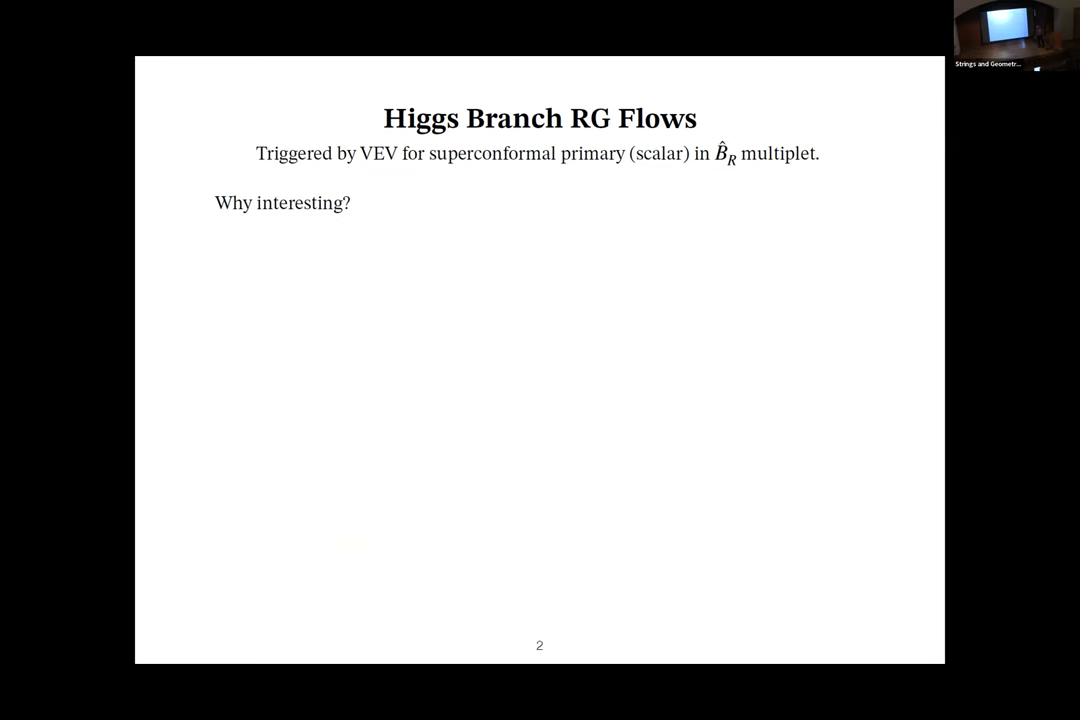 Strings and Geometr...
Higgs Branch RG Flows
Triggered by VEV for superconformal primary (scalar) in $\hat{B}_R$ multiplet.
Why interesting?
2